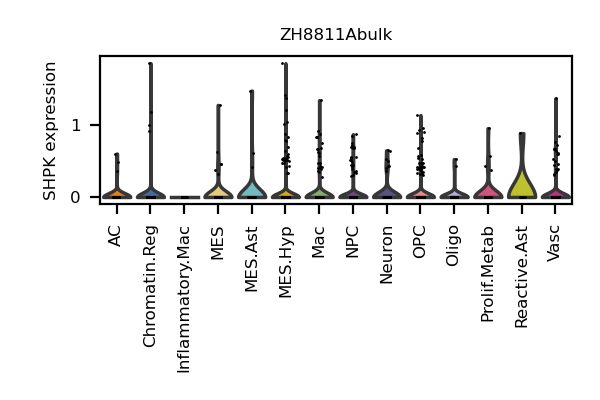 ZH8811Abulk
SHPK expression
1
0
AC
Chromatin.Reg
Inflammatory.Mac
MES
MES.Ast
MES.Hyp
Mac
NPC
Neuron
OPC
Oligo
Prolif.Metab
Reactive.Ast
Vasc